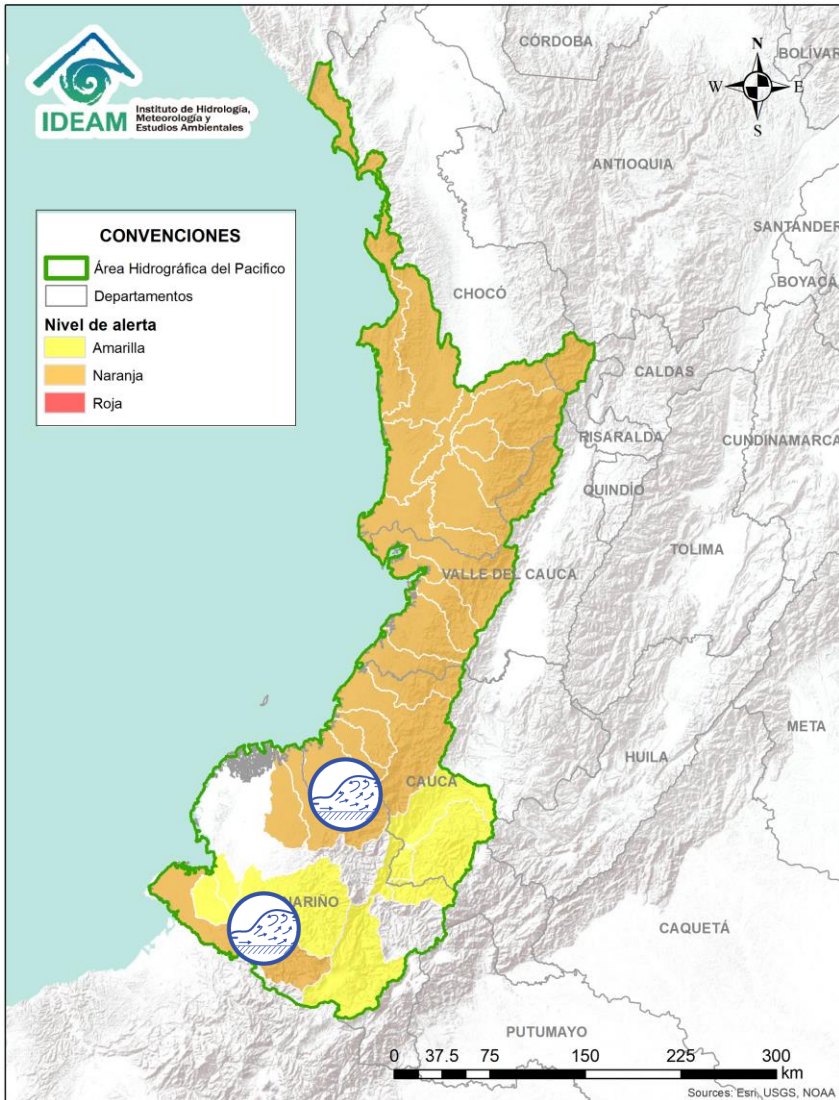 CÓRDOBA
BOLÍVAR
N
W E
S
IDEAM
Instituto de Hidrología,
Meteorología y
Estudios Ambientales
ANTIOQUIA
SANTANDER
BOYACÁ
CONVENCIONES
Área Hidrográfica del Pacifico
Departamentos
Nivel de alerta
Amarilla
Naranja
Roja
CHOCÓ
CALDAS
RISARALDA
CUNDINAMARCA
QUINDÍO
TOLIMA
VALLE DEL CAUCA
META
HUILA
CAUCA
NARIÑO
CAQUETÁ
PUTUMAYO
0 37.5 75 150 225 300
km
Sources: Esri, USGS, NOAA